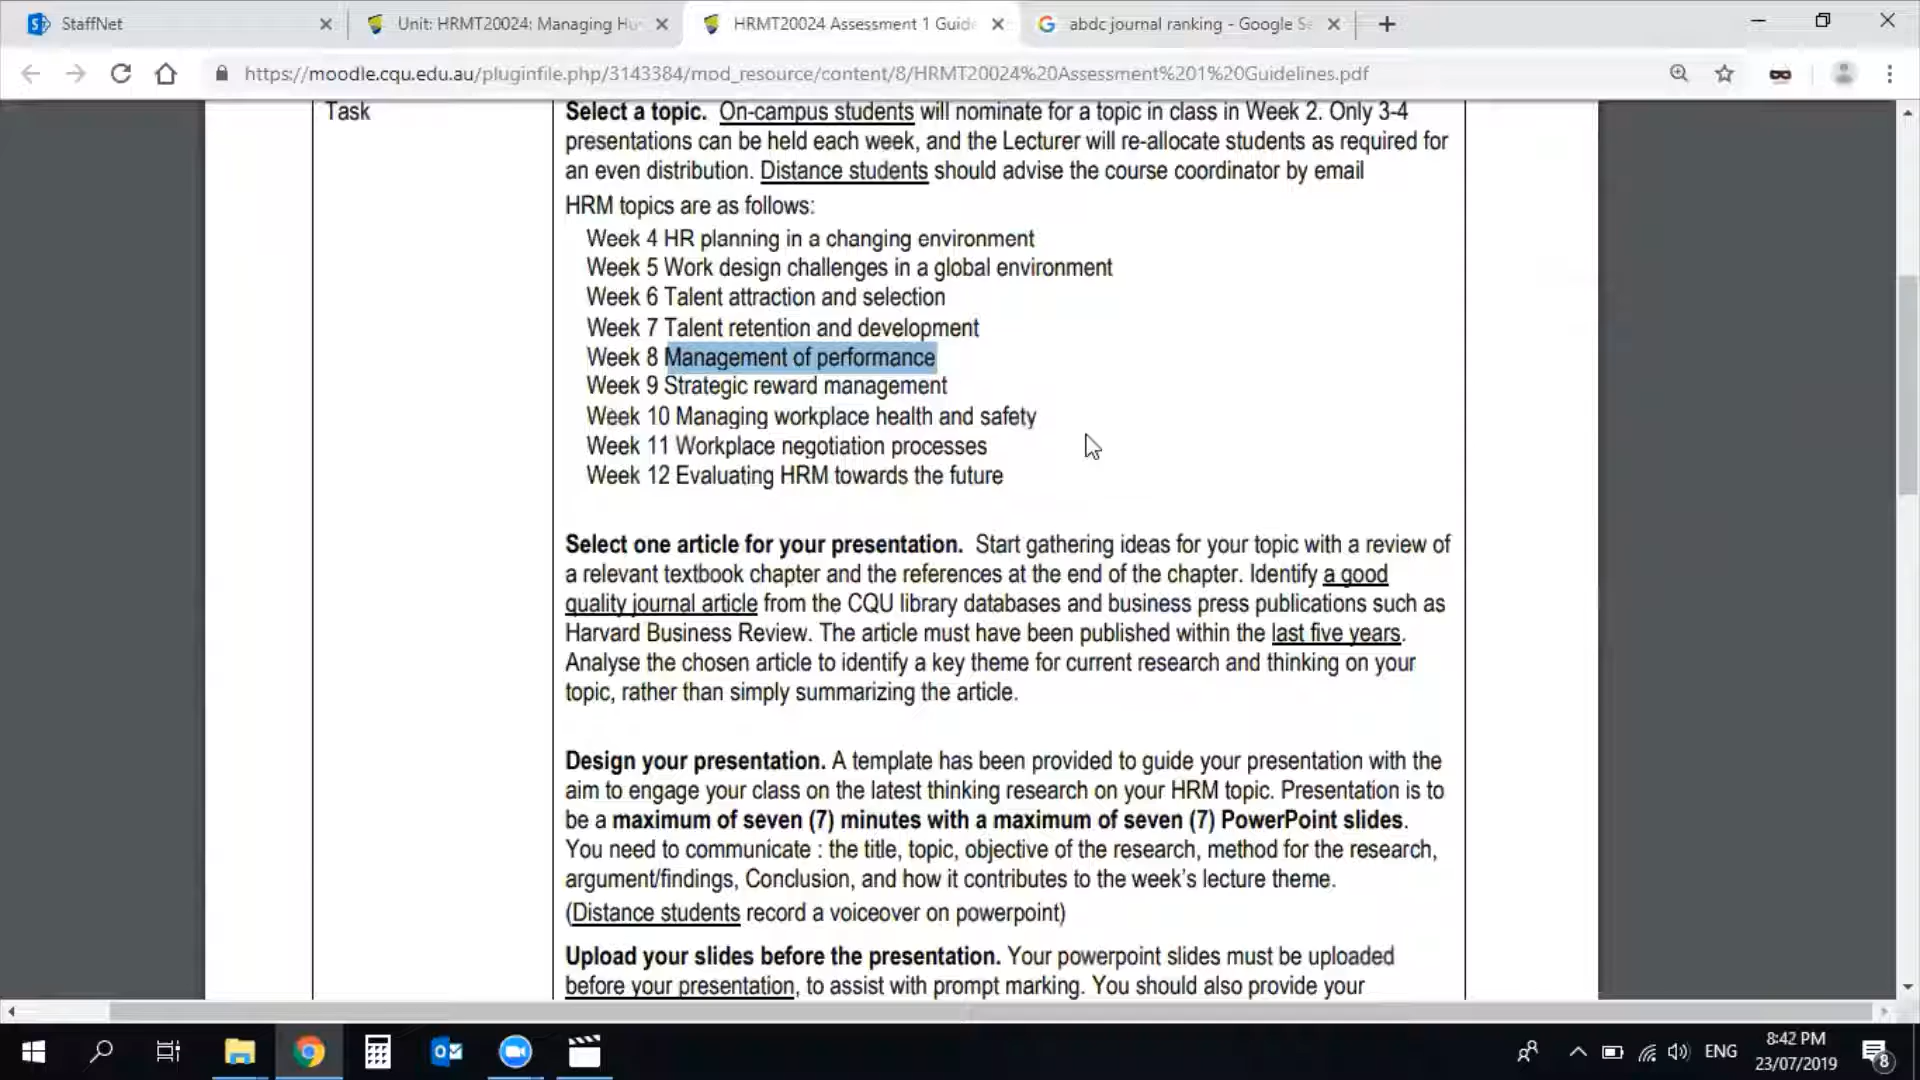 StaffNet
Unit: HRMT20024: Managing Hu
HRMT20024 Assessment 1 Guide
abdc journal ranking - Google Se
https://moodle.cqu.edu.au/pluginfile.php/3143384/mod_resource/content/8/HRMT20024%20Assessment%201%20Guidelines.pdf
Task
Select a topic. On-campus students will nominate for a topic in class in Week 2. Only 3-4
presentations can be held each week, and the Lecturer will re-allocate students as required for
an even distribution. Distance students should advise the course coordinator by email
HRM topics are as follows:
Week 4 HR planning in a changing environment
Week 5 Work design challenges in a global environment
Week 6 Talent attraction and selection
Week 7 Talent retention and development
Week 8 Management of performance
Week 9 Strategic reward management
Week 10 Managing workplace health and safety
Week 11 Workplace negotiation processes
Week 12 Evaluating HRM towards the future
Select one article for your presentation. Start gathering ideas for your topic with a review of
a relevant textbook chapter and the references at the end of the chapter. Identify a good
quality journal article from the CQU library databases and business press publications such as
Harvard Business Review. The article must have been published within the last five years.
Analyse the chosen article to identify a key theme for current research and thinking on your
topic, rather than simply summarizing the article.
Design your presentation. A template has been provided to guide your presentation with the
aim to engage your class on the latest thinking research on your HRM topic. Presentation is to
be a maximum of seven (7) minutes with a maximum of seven (7) PowerPoint slides.
You need to communicate : the title, topic, objective of the research, method for the research,
argument/findings, Conclusion, and how it contributes to the week's lecture theme.
(Distance students record a voiceover on powerpoint)
Upload your slides before the presentation. Your powerpoint slides must be uploaded
before your presentation, to assist with prompt marking. You should also provide your
ENG
8:42 PM
23/07/2019
8